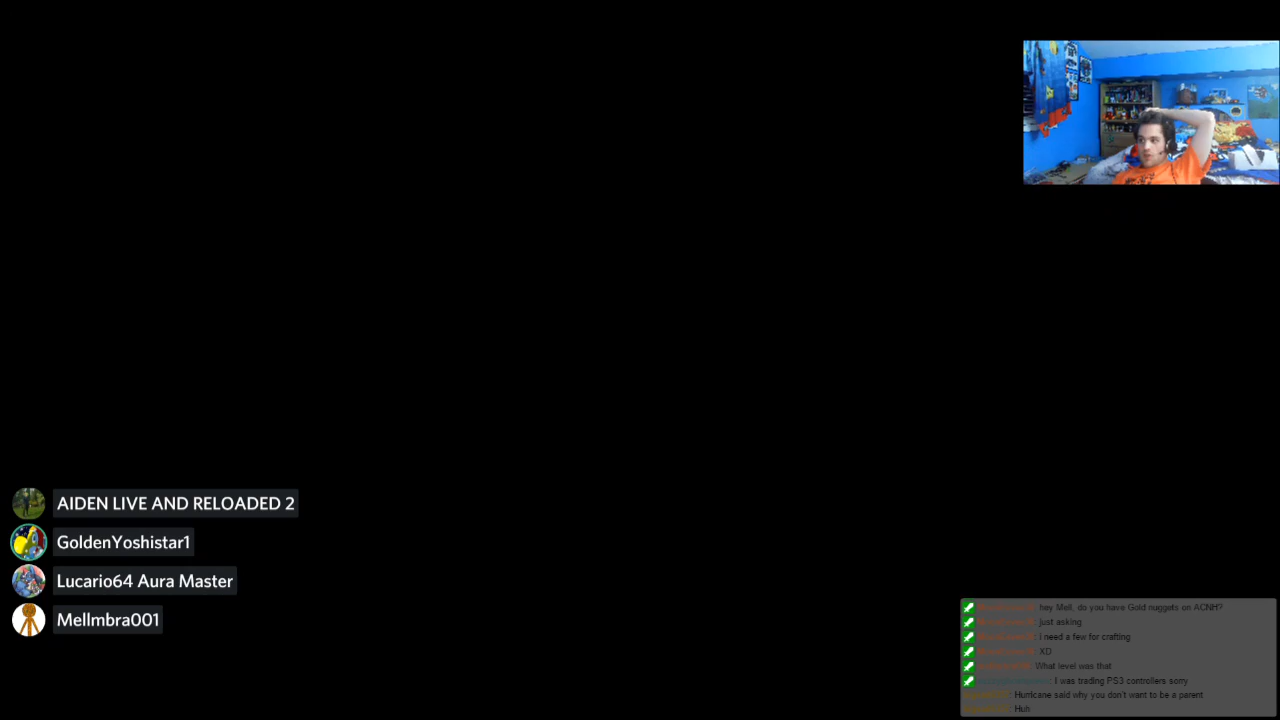 AIDEN LIVE AND RELOADED 2
GoldenYoshistar1
Lucario64 Aura Master
Mellmbra001
hey Mell, do you have Gold nuggets on ACNH?
just asking
i need a few for crafting
XD
What level was that
: I was trading PS3 controllers sorry
: Hurricane said why you don't want to be a parent
: Huh